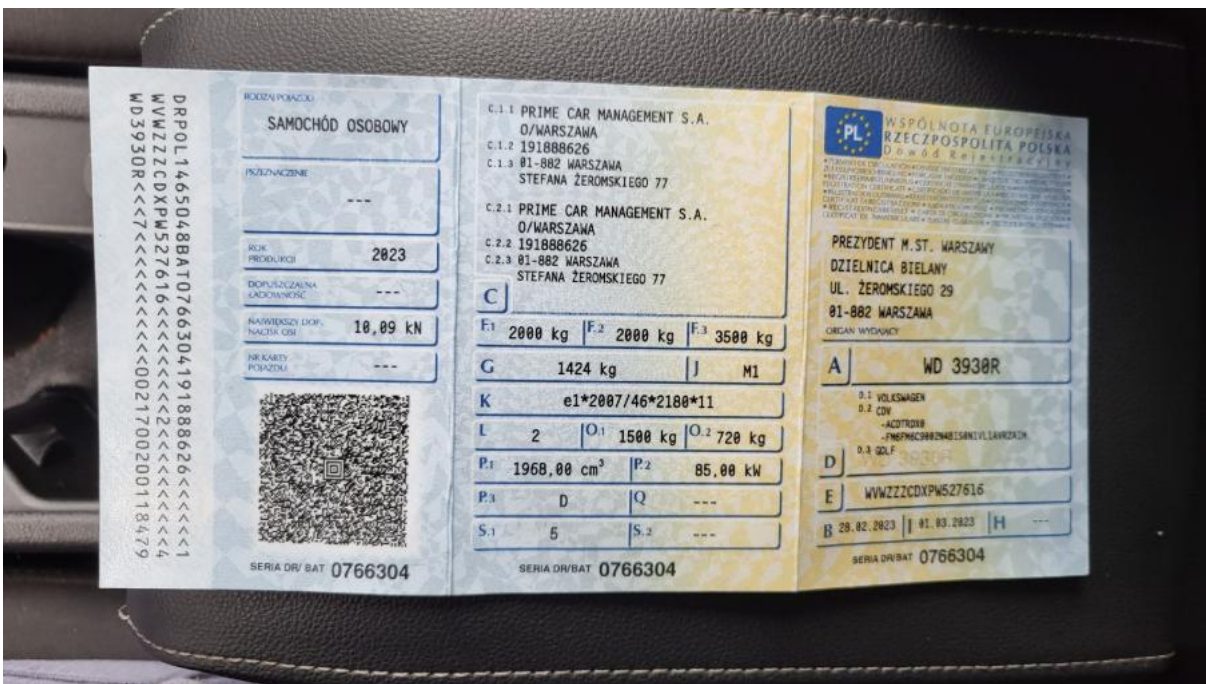 DRPOL1465048BAT07663041918886​26<<<<<1
WVWZZZCDXPW527616<<<<<<<2<<<<<4
WD3930R<<7<<<<<<<<<<<0021700200118479
RODZAJ POJAZDU
SAMOCHÓD OSOBOWY
PRZEZNACZENIE
---
ROK PRODUKCJI 2023
DOPUSZCZALNA ŁADOWNOŚĆ ---
NAJWIĘKSZY DOP. NACISK OSI 10,09 kN
NR KARTY POJAZDU ---
SERIA DR/BAT 0766304
C.1.1 PRIME CAR MANAGEMENT S.A.
O/WARSZAWA
C.1.2 191888626
C.1.3 01-882 WARSZAWA
STEFANA ŻEROMSKIEGO 77
C.2.1 PRIME CAR MANAGEMENT S.A.
O/WARSZAWA
C.2.2 191888626
C.2.3 01-882 WARSZAWA
STEFANA ŻEROMSKIEGO 77
C
F.1 2000 kg F.2 2000 kg F.3 3500 kg
G 1424 kg J M1
K e1*2007/46*2180*11
L 2 O.1 1500 kg O.2 720 kg
P.1 1968,00 cm³ P.2 85,00 kW
P.3 D Q ---
S.1 5 S.2 ---
SERIA DR/BAT 0766304
PL
WSPÓLNOTA EUROPEJSKA
RZECZPOSPOLITA POLSKA
Dowód Rejestracyjny
PREZYDENT M.ST. WARSZAWY
DZIELNICA BIELANY
UL. ŻEROMSKIEGO 29
01-882 WARSZAWA
ORGAN WYDAJĄCY
A WD 3930R
D.1 VOLKSWAGEN
D.2 CDV
-ACDTRDX0
D.3 GOLF
D WD 3930R
E WVWZZZCDXPW527616
B 28.02.2023 I 01.03.2023 H ---
SERIA DR/BAT 0766304